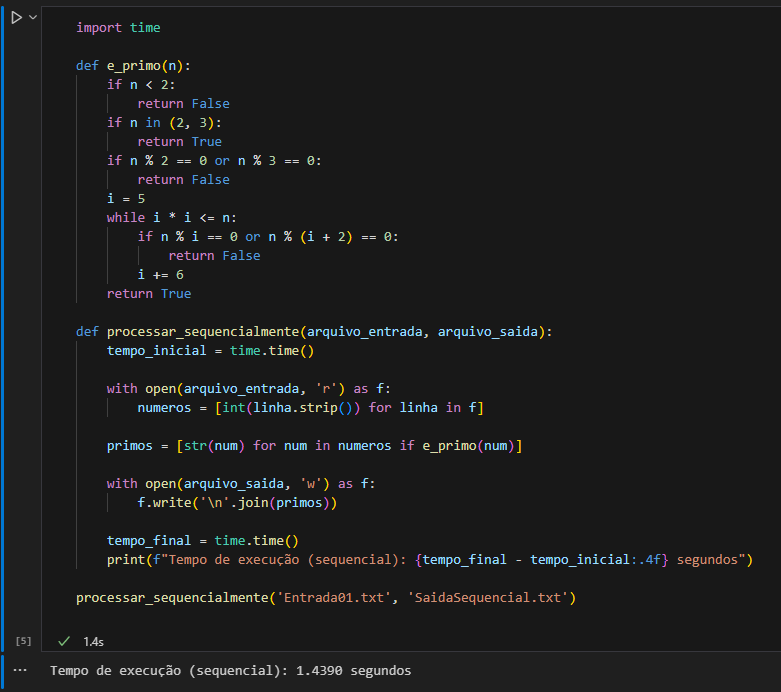 import time
def e_primo(n):
if n < 2:
return False
if n in (2, 3):
return True
if n % 2 == 0 or n % 3 == 0:
return False
i = 5
while i * i <= n:
if n % i == 0 or n % (i + 2) == 0:
return False
i += 6
return True
def processar_sequencialmente(arquivo_entrada, arquivo_saida):
tempo_inicial = time.time()
with open(arquivo_entrada, 'r') as f:
numeros = [int(linha.strip()) for linha in f]
primos = [str(num) for num in numeros if e_primo(num)]
with open(arquivo_saida, 'w') as f:
f.write('\n'.join(primos))
tempo_final = time.time()
print(f"Tempo de execução (sequencial): {tempo_final - tempo_inicial:.4f} segundos")
processar_sequencialmente('Entrada01.txt', 'SaidaSequencial.txt')
[5] 1.4s
Tempo de execução (sequencial): 1.4390 segundos